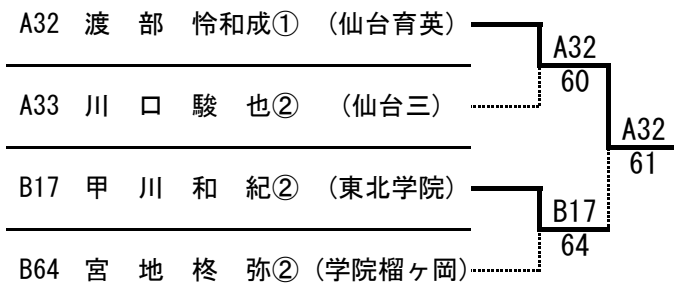 A32 渡 部 怜和成① (仙台育英)
A32
60
A33 川 口 駿 也② (仙台三)
A32
61
B17 甲 川 和 紀② (東北学院)
B17
64
B64 宮 地 柊 弥② (学院榴ヶ岡)